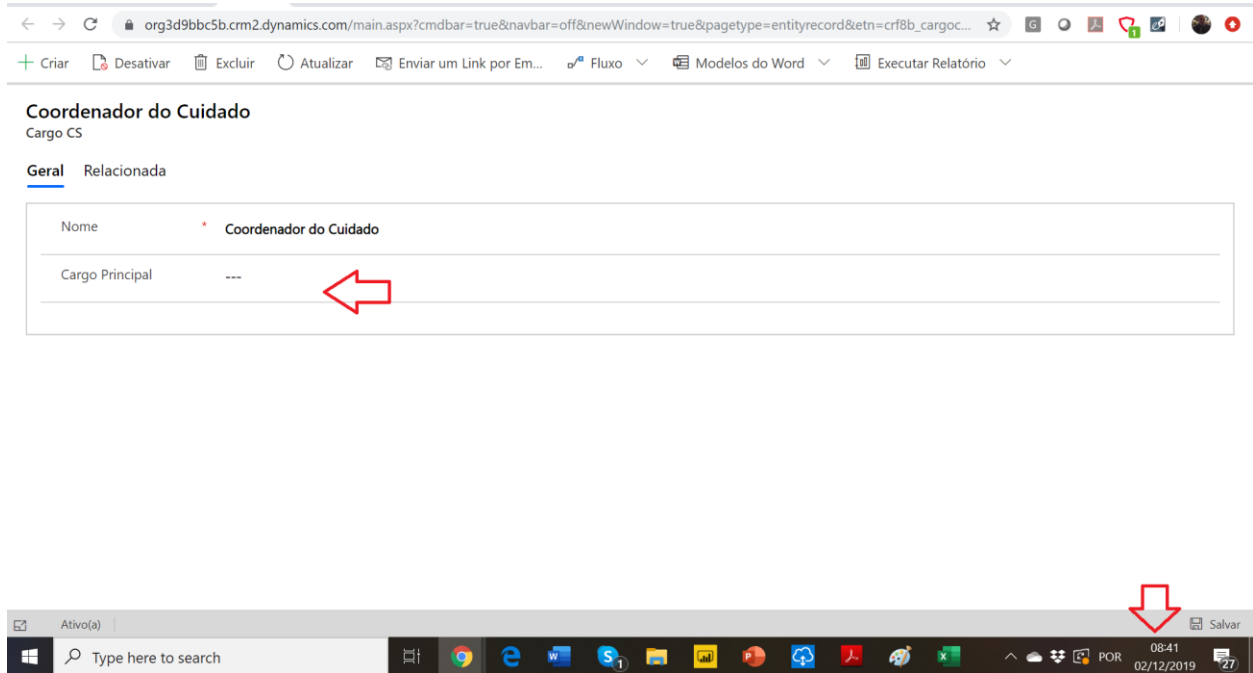 org3d9bbc5b.crm2.dynamics.com/main.aspx?cmdbar=true&navbar=off&newWindow=true&pagetype=entityrecord&etn=crf8b_cargoc...
Criar Desativar Excluir Atualizar Enviar um Link por Em... Fluxo Modelos do Word Executar Relatório
Coordenador do Cuidado
Cargo CS
Geral Relacionada
Nome * Coordenador do Cuidado
Cargo Principal ---
Ativo(a) Salvar
Type here to search POR 08:41
02/12/2019 27